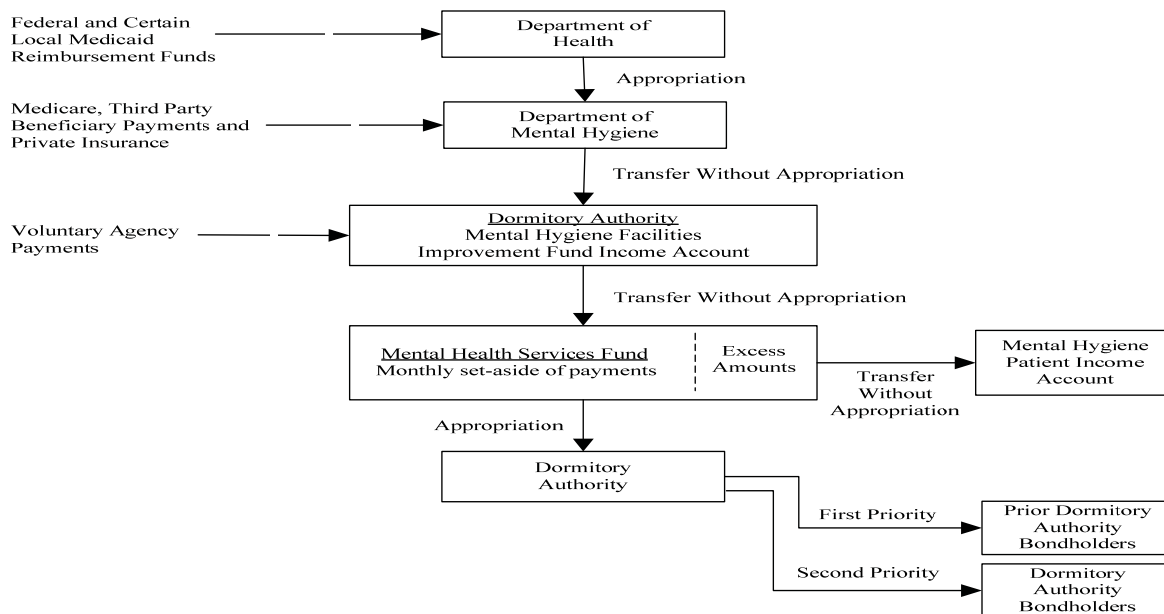 Federal and Certain
Local Medicaid
Reimbursement Funds
Department of
Health
Appropriation
Medicare, Third Party
Beneficiary Payments and
Private Insurance
Department of
Mental Hygiene
Transfer Without Appropriation
Voluntary Agency
Payments
Dormitory Authority
Mental Hygiene Facilities
Improvement Fund Income Account
Transfer Without Appropriation
Mental Health Services Fund
Monthly set-aside of payments
Excess
Amounts
Transfer
Without
Appropriation
Mental Hygiene
Patient Income
Account
Appropriation
Dormitory
Authority
First Priority
Prior Dormitory
Authority
Bondholders
Second Priority
Dormitory
Authority
Bondholders